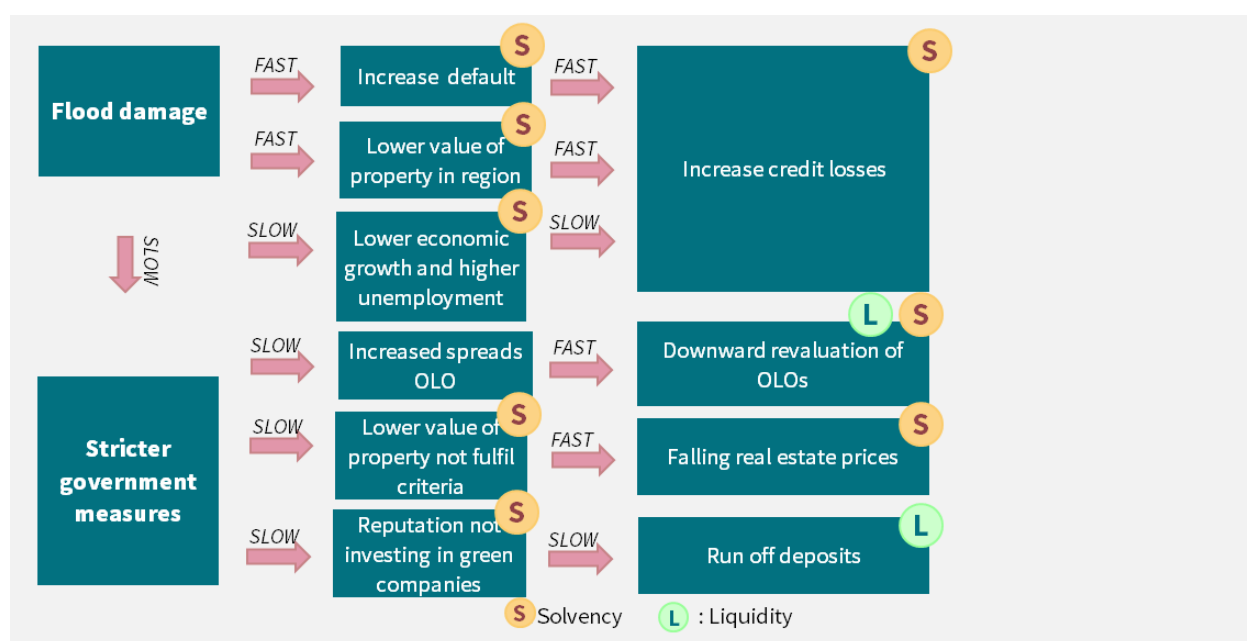 Flood damage
FAST
Increase default
S
FAST
Increase credit losses
S
FAST
Lower value of
property in region
S
FAST
SLOW
Lower economic
growth and higher
unemployment
S
SLOW
SLOW
Stricter
government
measures
SLOW
Increased spreads
OLO
FAST
Downward revaluation of
OLOs
L
S
SLOW
Lower value of
property not fulfil
criteria
S
FAST
Falling real estate prices
S
SLOW
Reputation not
investing in green
companies
S
SLOW
Run off deposits
L
S Solvency
L : Liquidity